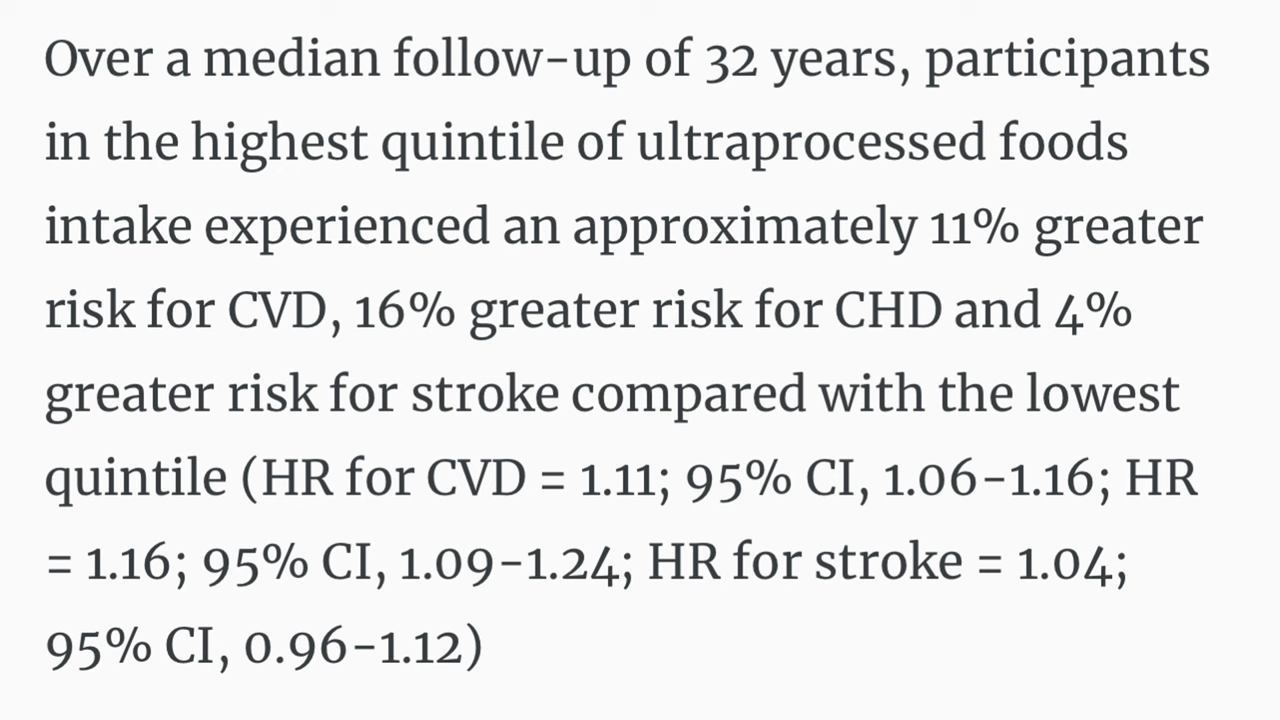 Over a median follow-up of 32 years, participants
in the highest quintile of ultraprocessed foods
intake experienced an approximately 11% greater
risk for CVD, 16% greater risk for CHD and 4%
greater risk for stroke compared with the lowest
quintile (HR for CVD = 1.11; 95% CI, 1.06-1.16; HR
= 1.16; 95% CI, 1.09-1.24; HR for stroke = 1.04;
95% CI, 0.96-1.12)